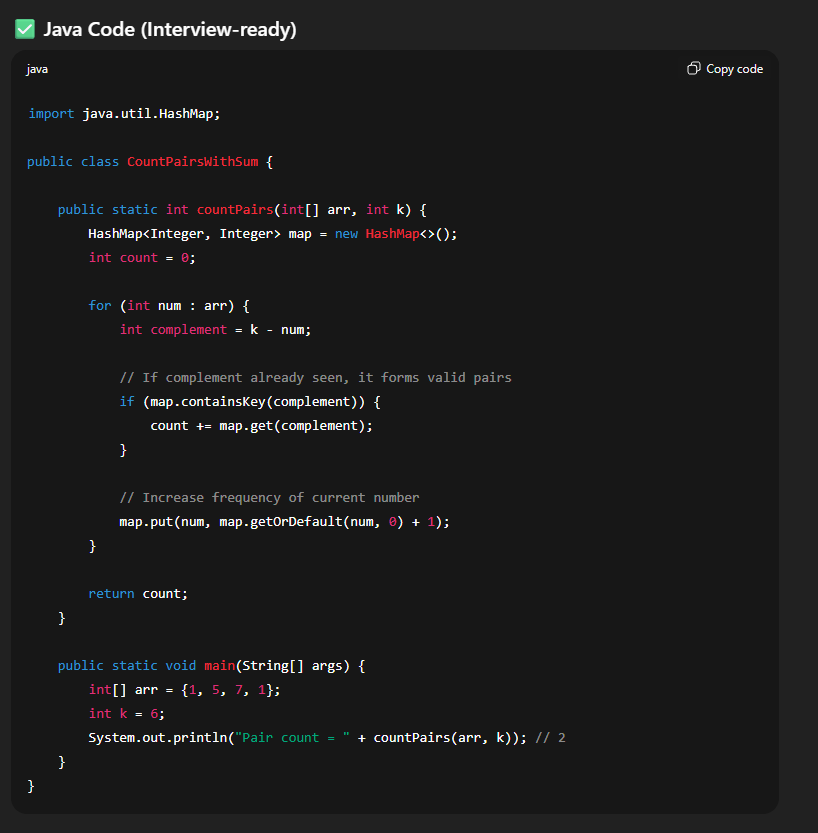 ✅ Java Code (Interview-ready)
java
Copy code
import java.util.HashMap;
public class CountPairsWithSum {
    public static int countPairs(int[] arr, int k) {
        HashMap<Integer, Integer> map = new HashMap<>();
        int count = 0;
        for (int num : arr) {
            int complement = k - num;
            // If complement already seen, it forms valid pairs
            if (map.containsKey(complement)) {
                count += map.get(complement);
            }
            // Increase frequency of current number
            map.put(num, map.getOrDefault(num, 0) + 1);
        }
        return count;
    }
    public static void main(String[] args) {
        int[] arr = {1, 5, 7, 1};
        int k = 6;
        System.out.println("Pair count = " + countPairs(arr, k)); // 2
    }
}